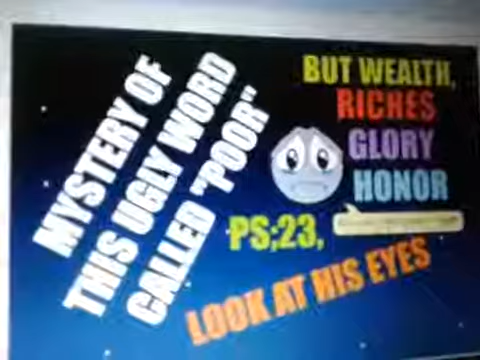 MYSTERY OF
THIS UGLY WORD
CALLED "POOR"
BUT WEALTH,
RICHES
GLORY
HONOR
PS;23,
LOOK AT HIS EYES